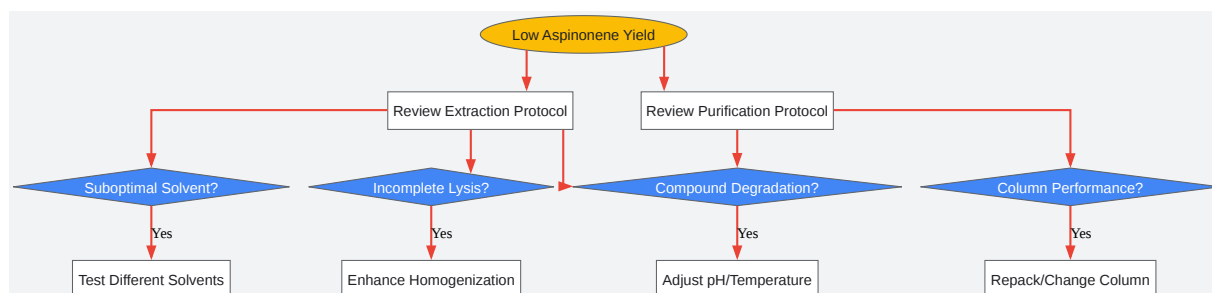 Low Aspinonene Yield
Review Extraction Protocol
Review Purification Protocol
Suboptimal Solvent?
Incomplete Lysis?
Compound Degradation?
Column Performance?
Yes
Yes
Yes
Yes
Test Different Solvents
Enhance Homogenization
Adjust pH/Temperature
Repack/Change Column